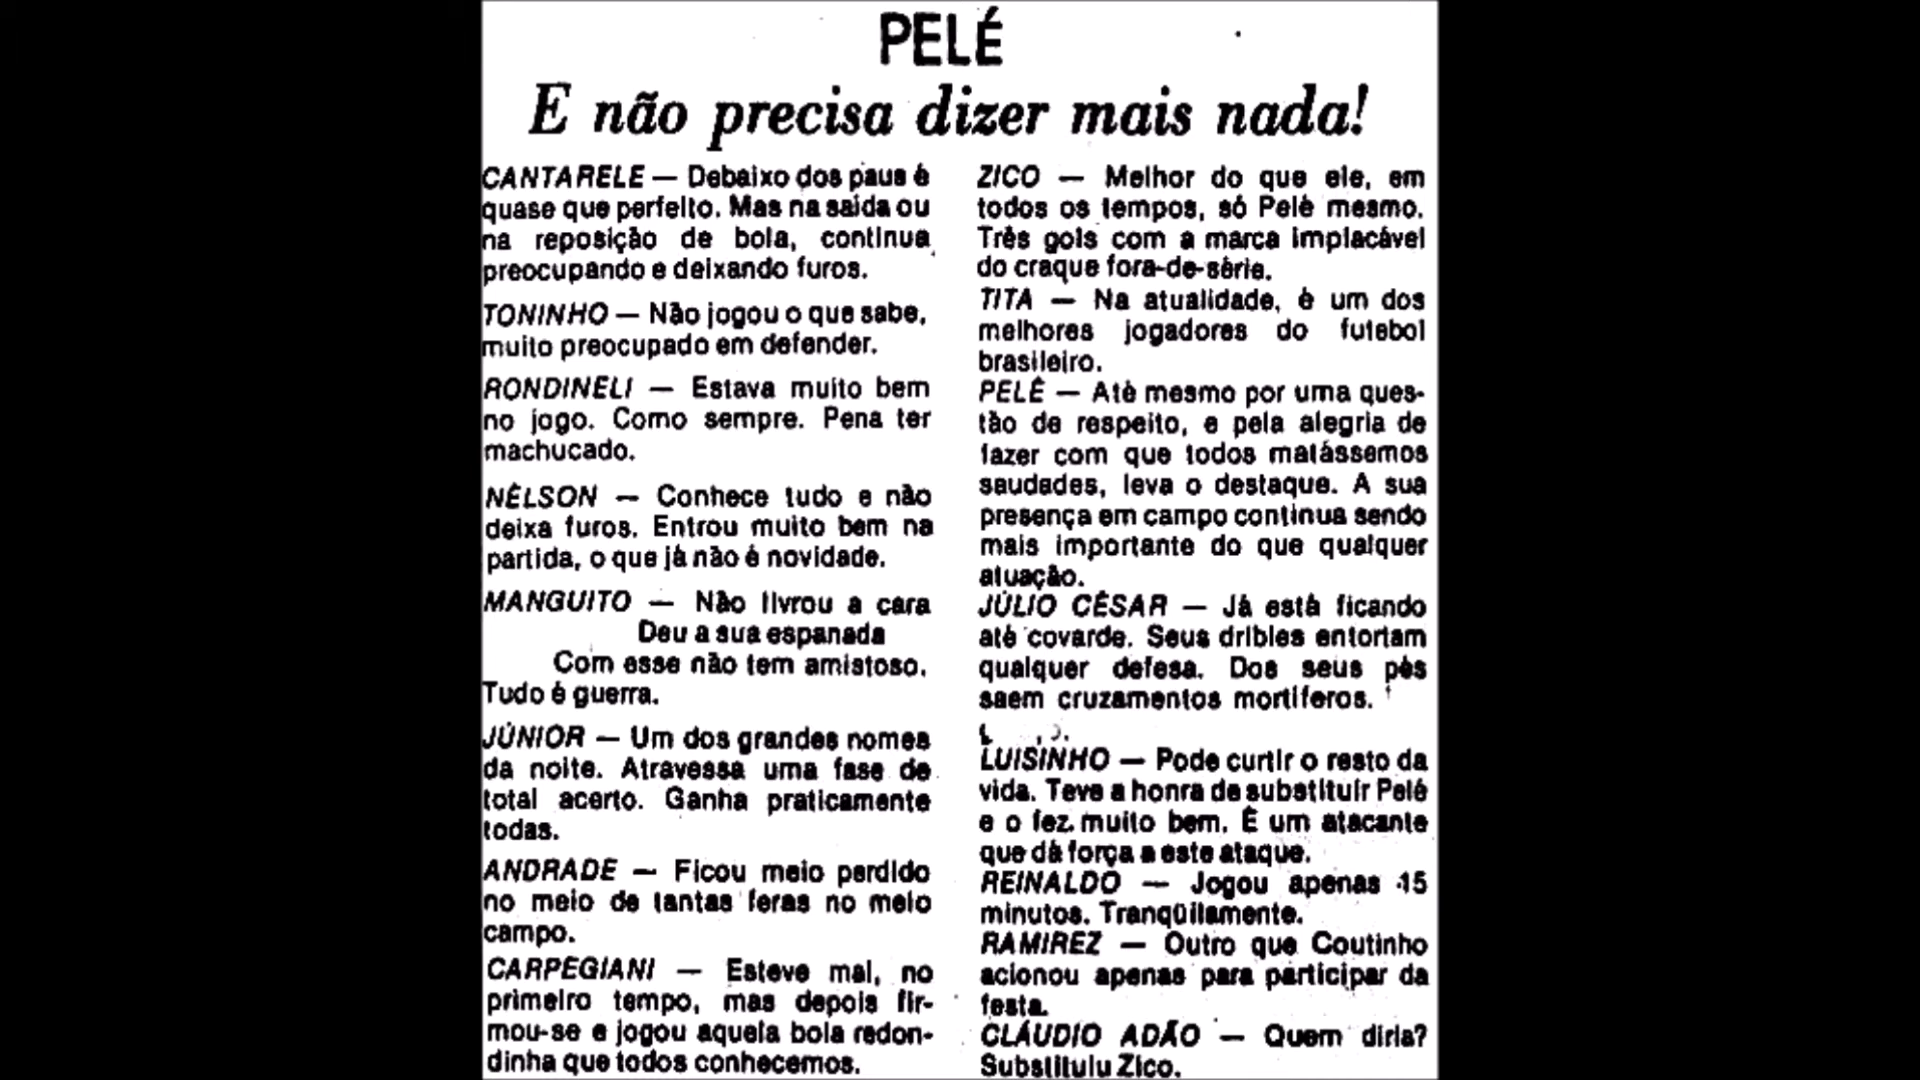 PELÉ
E não precisa dizer mais nada!
CANTARELE — Debaixo dos paus é
quase que perfeito. Mas na saída ou
na reposição de bola, continua
preocupando e deixando furos.
TONINHO — Não jogou o que sabe,
muito preocupado em defender.
RONDINELI — Estava muito bem
no jogo. Como sempre. Pena ter
machucado.
NÉLSON — Conhece tudo e não
deixa furos. Entrou muito bem na
partida, o que já não é novidade.
MANGUITO — Não livrou a cara
Deu a sua espanada
Com esse não tem amistoso.
Tudo é guerra.
JÚNIOR — Um dos grandes nomes
da noite. Atravessa uma fase de
total acerto. Ganha praticamente
todas.
ANDRADE — Ficou meio perdido
no meio de tantas feras no meio
campo.
CARPEGIANI — Esteve mal, no
primeiro tempo, mas depois fir-
mou-se e jogou aquela bola redon-
dinha que todos conhecemos.
ZICO — Melhor do que ele, em
todos os tempos, só Pelé mesmo.
Três gols com a marca implacável
do craque fora-de-série.
TITA — Na atualidade, é um dos
melhores jogadores do futebol
brasileiro.
PELÉ — Até mesmo por uma ques-
tão de respeito, e pela alegria de
fazer com que todos matássemos
saudades, leva o destaque. A sua
presença em campo continua sendo
mais importante do que qualquer
atuação.
JÚLIO CÉSAR — Já está ficando
até covarde. Seus dribles entortam
qualquer defesa. Dos seus pés
saem cruzamentos mortíferos.
LUISINHO — Pode curtir o resto da
vida. Teve a honra de substituir Pelé
e o fez muito bem. É um atacante
que dá força a este ataque.
REINALDO — Jogou apenas 15
minutos. Tranqüilamente.
RAMIREZ — Outro que Coutinho
acionou apenas para participar da
festa.
CLÁUDIO ADÃO — Quem diria?
Substituiu Zico.